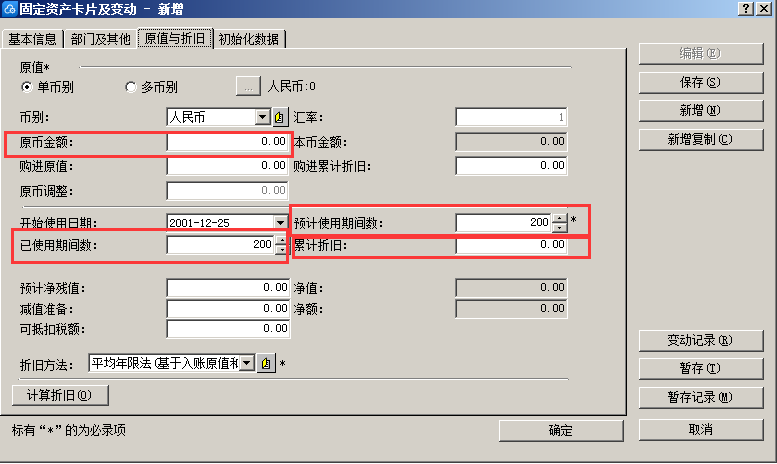 固定资产卡片及变动 - 新增
基本信息 部门及其他 原值与折旧 初始化数据
原值*
单币别 多币别 ... 人民币:0
币别: 人民币 汇率: 1
原币金额: 0.00 本币金额: 0.00
购进原值: 0.00 购进累计折旧: 0.00
原币调整: 0.00
开始使用日期: 2001-12-25 预计使用期间数: 200 *
已使用期间数: 200 累计折旧: 0.00
预计净残值: 0.00 净值: 0.00
减值准备: 0.00 净额: 0.00
可抵扣税额: 0.00
折旧方法: 平均年限法(基于入账原值和 *
计算折旧(O)
标有“*”的为必录项
确定
编辑(E)
保存(S)
新增(N)
新增复制(C)
变动记录(R)
暂存(T)
暂存记录(M)
取消